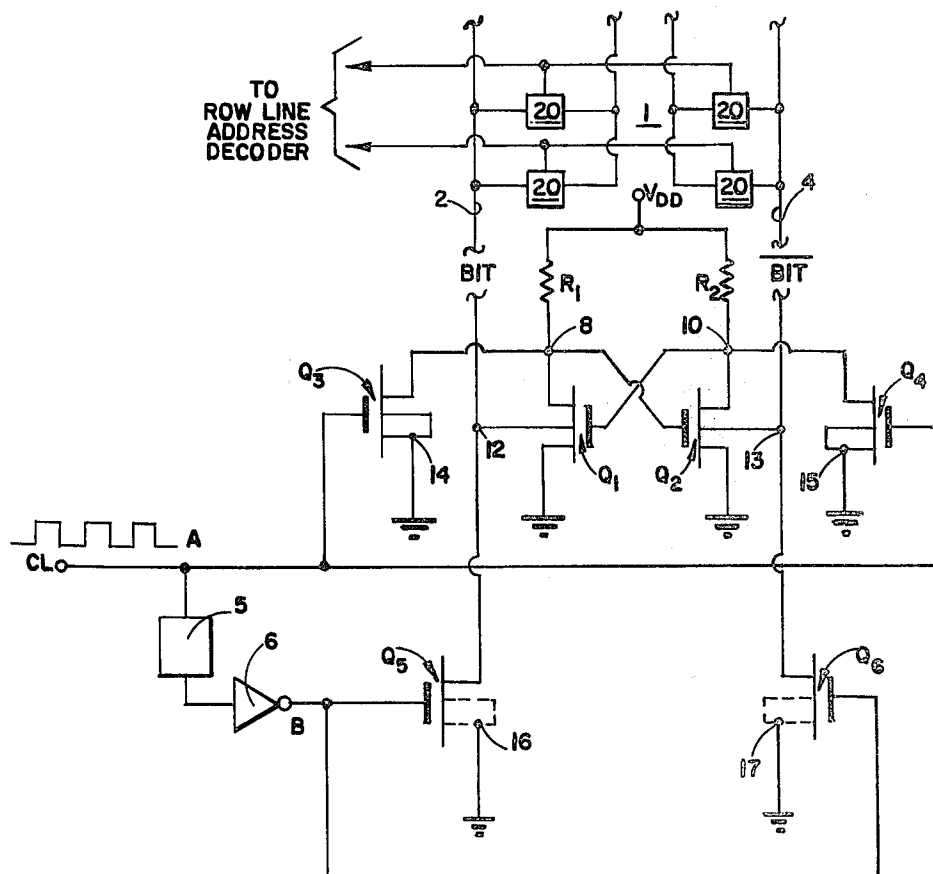 TO
ROW LINE
ADDRESS
DECODER
20
1
20
20
20
2
VDD
4
BIT
R1
R2
BIT
8
10
Q3
Q4
14
12
Q1
Q2
13
15
A
CL
5
6
Q5
Q6
B
16
17